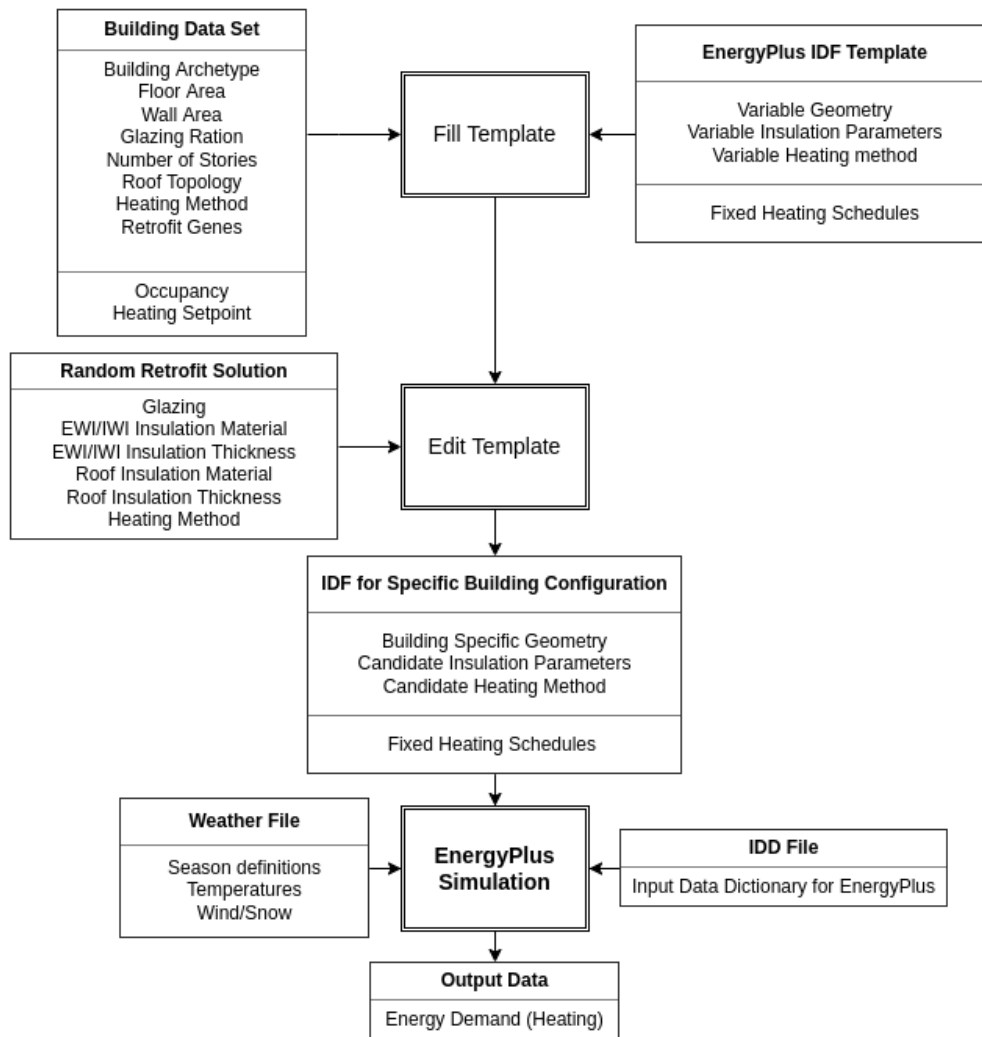 Building Data Set
Building Archetype
Floor Area
Wall Area
Glazing Ration
Number of Stories
Roof Topology
Heating Method
Retrofit Genes
Occupancy
Heating Setpoint
Fill Template
EnergyPlus IDF Template
Variable Geometry
Variable Insulation Parameters
Variable Heating method
Fixed Heating Schedules
Random Retrofit Solution
Glazing
EWI/IWI Insulation Material
EWI/IWI Insulation Thickness
Roof Insulation Material
Roof Insulation Thickness
Heating Method
Edit Template
IDF for Specific Building Configuration
Building Specific Geometry
Candidate Insulation Parameters
Candidate Heating Method
Fixed Heating Schedules
Weather File
Season definitions
Temperatures
Wind/Snow
EnergyPlus
Simulation
IDD File
Input Data Dictionary for EnergyPlus
Output Data
Energy Demand (Heating)